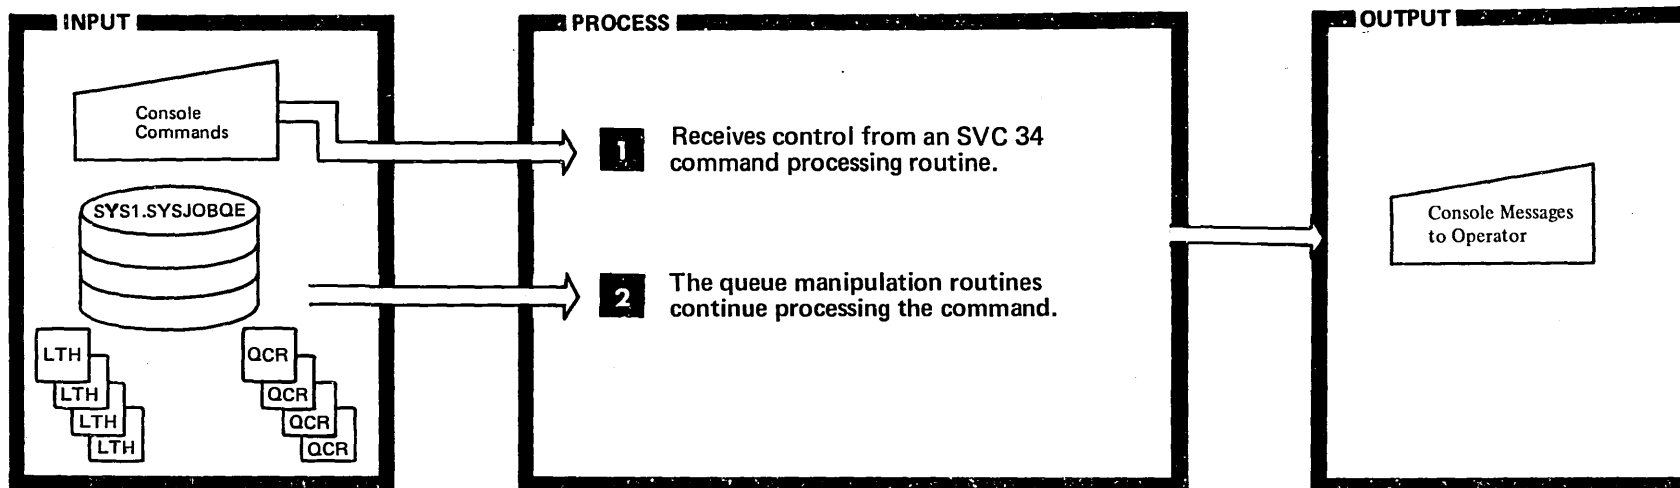 INPUT
Console
Commands
SYS1.SYSJOBQE
LTH
LTH
LTH
LTH
QCR
QCR
QCR
QCR
PROCESS
1
Receives control from an SVC 34
command processing routine.
2
The queue manipulation routines
continue processing the command.
OUTPUT
Console Messages
to Operator